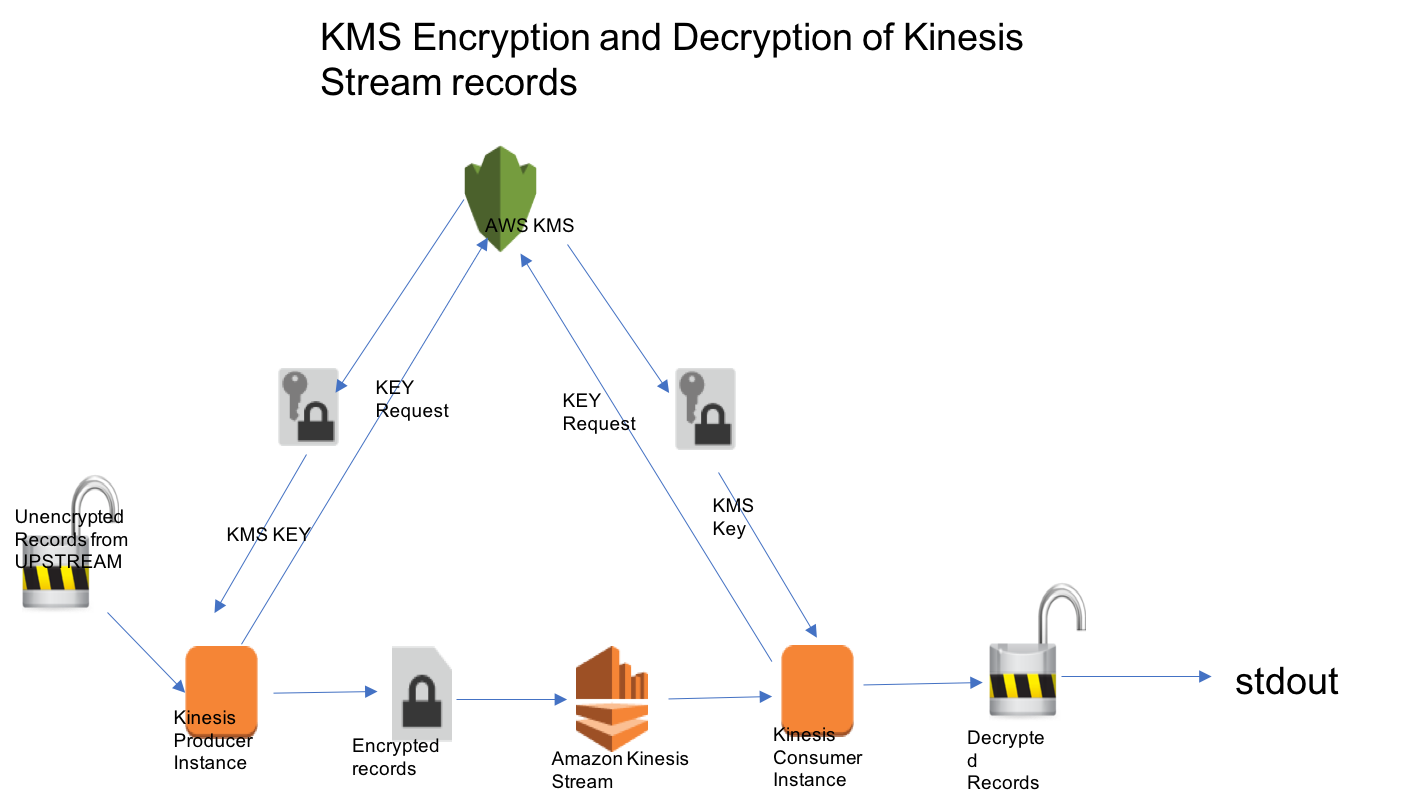 KMS Encryption and Decryption of Kinesis
Stream records
AWS KMS
KEY
Request
KEY
Request
KMS
Key
Unencrypted
Records from
UPSTREAM
KMS KEY
stdout
Kinesis
Producer
Instance
Encrypted
records
Amazon Kinesis
Stream
Kinesis
Consumer
Instance
Decrypte
d
Records